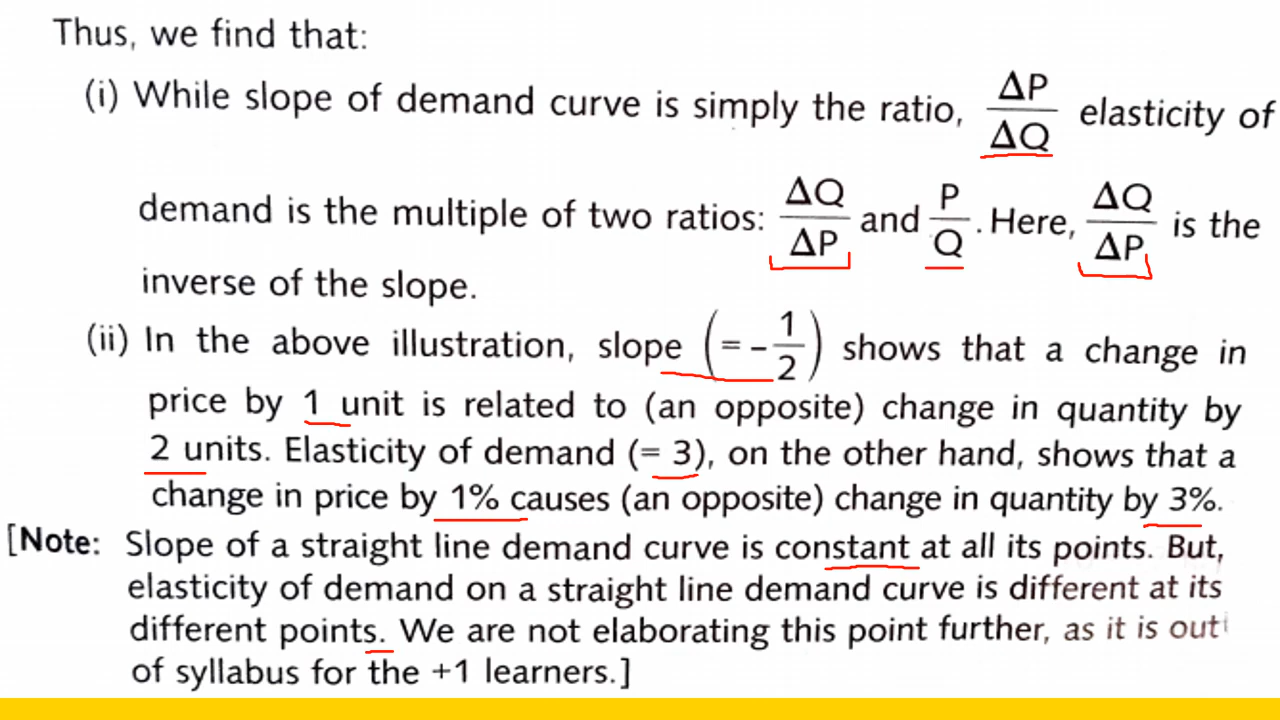 Thus, we find that:
(i) While slope of demand curve is simply the ratio, ΔP/ΔQ elasticity of
demand is the multiple of two ratios: ΔQ/ΔP and P/Q. Here, ΔQ/ΔP is the
inverse of the slope.
(ii) In the above illustration, slope (= -1/2) shows that a change in
price by 1 unit is related to (an opposite) change in quantity by
2 units. Elasticity of demand (= 3), on the other hand, shows that a
change in price by 1% causes (an opposite) change in quantity by 3%.
[Note: Slope of a straight line demand curve is constant at all its points. But,
elasticity of demand on a straight line demand curve is different at its
different points. We are not elaborating this point further, as it is out
of syllabus for the +1 learners.]